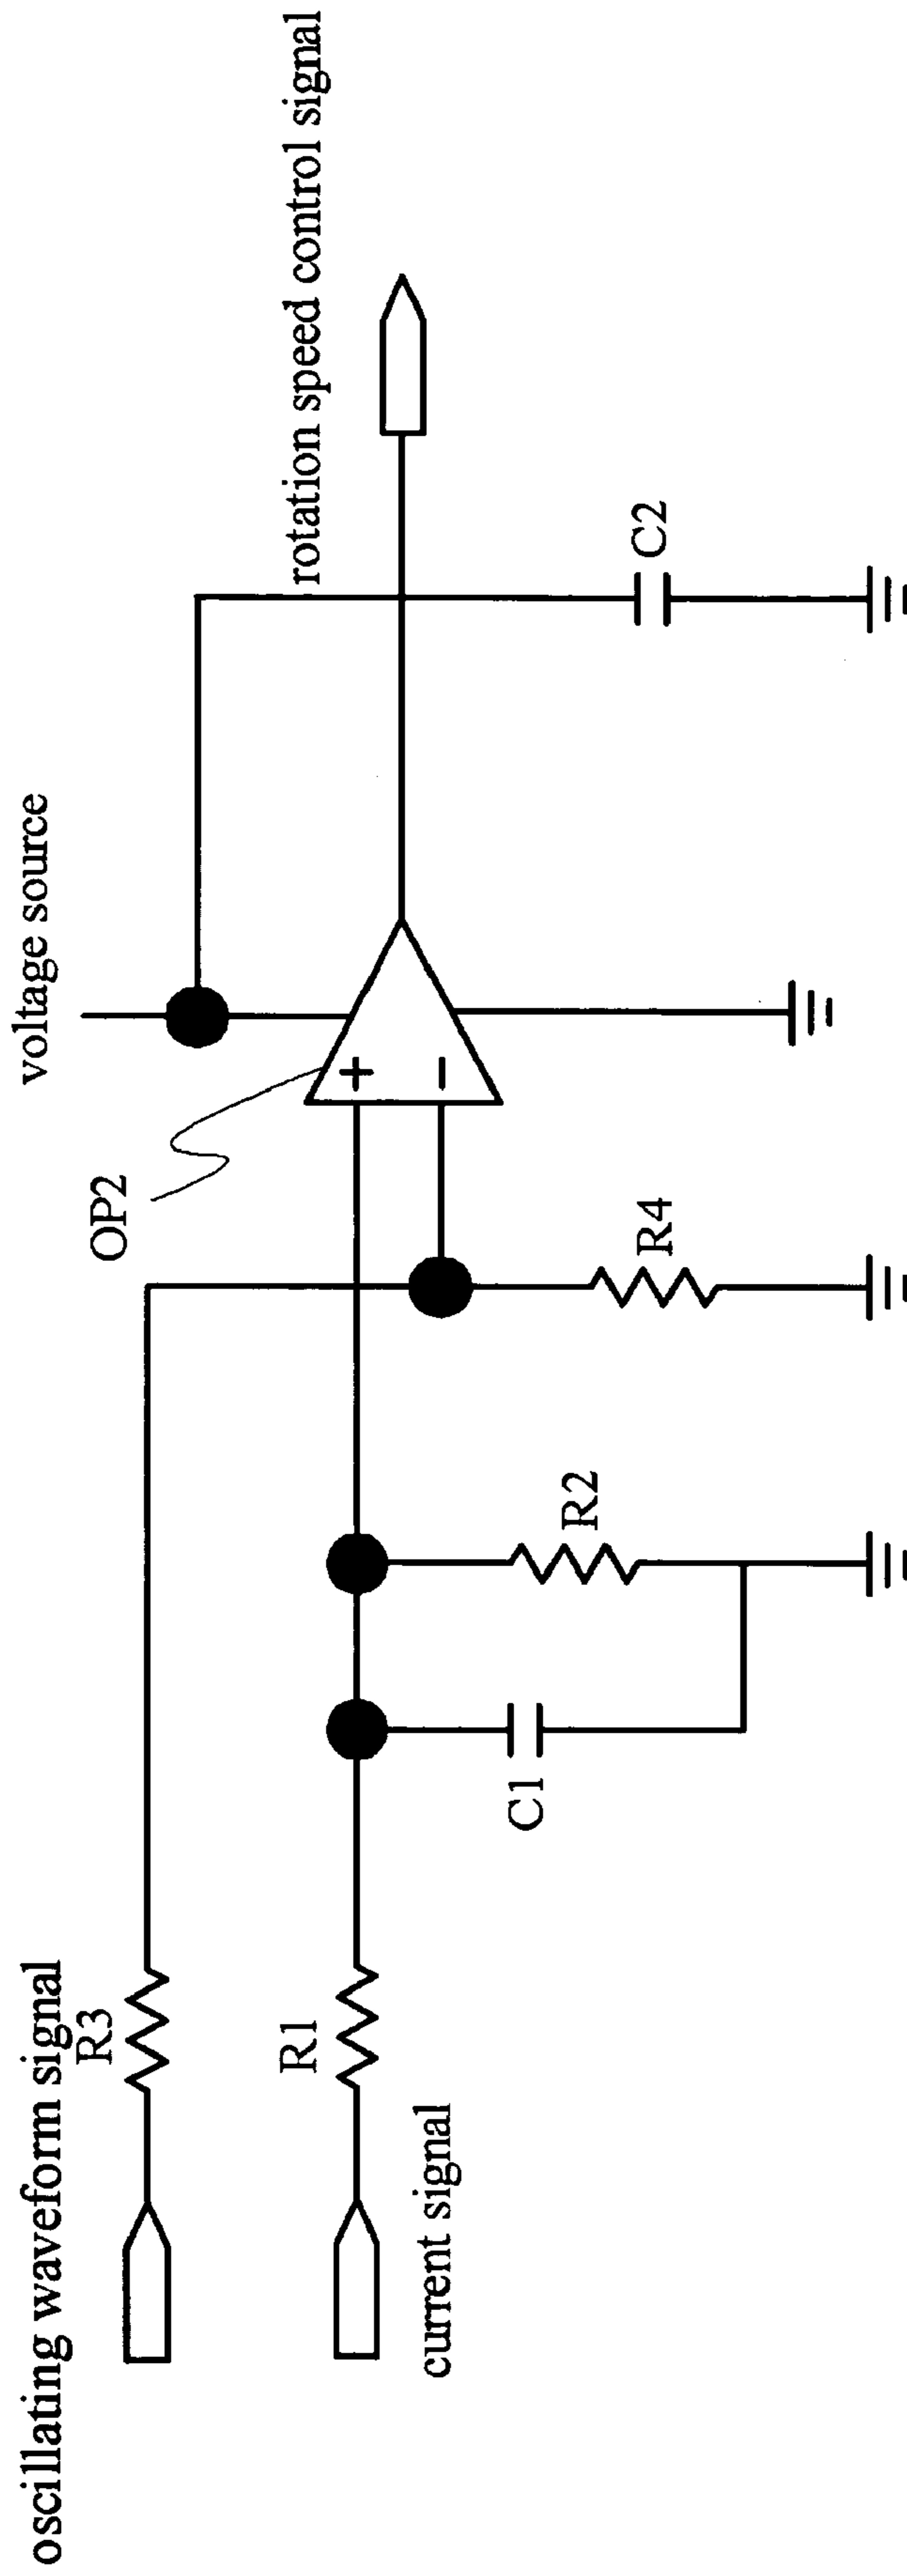 oscillating waveform signal
R3
R1
current signal
C1
R2
R4
OP2
+
−
voltage source
rotation speed control signal
C2